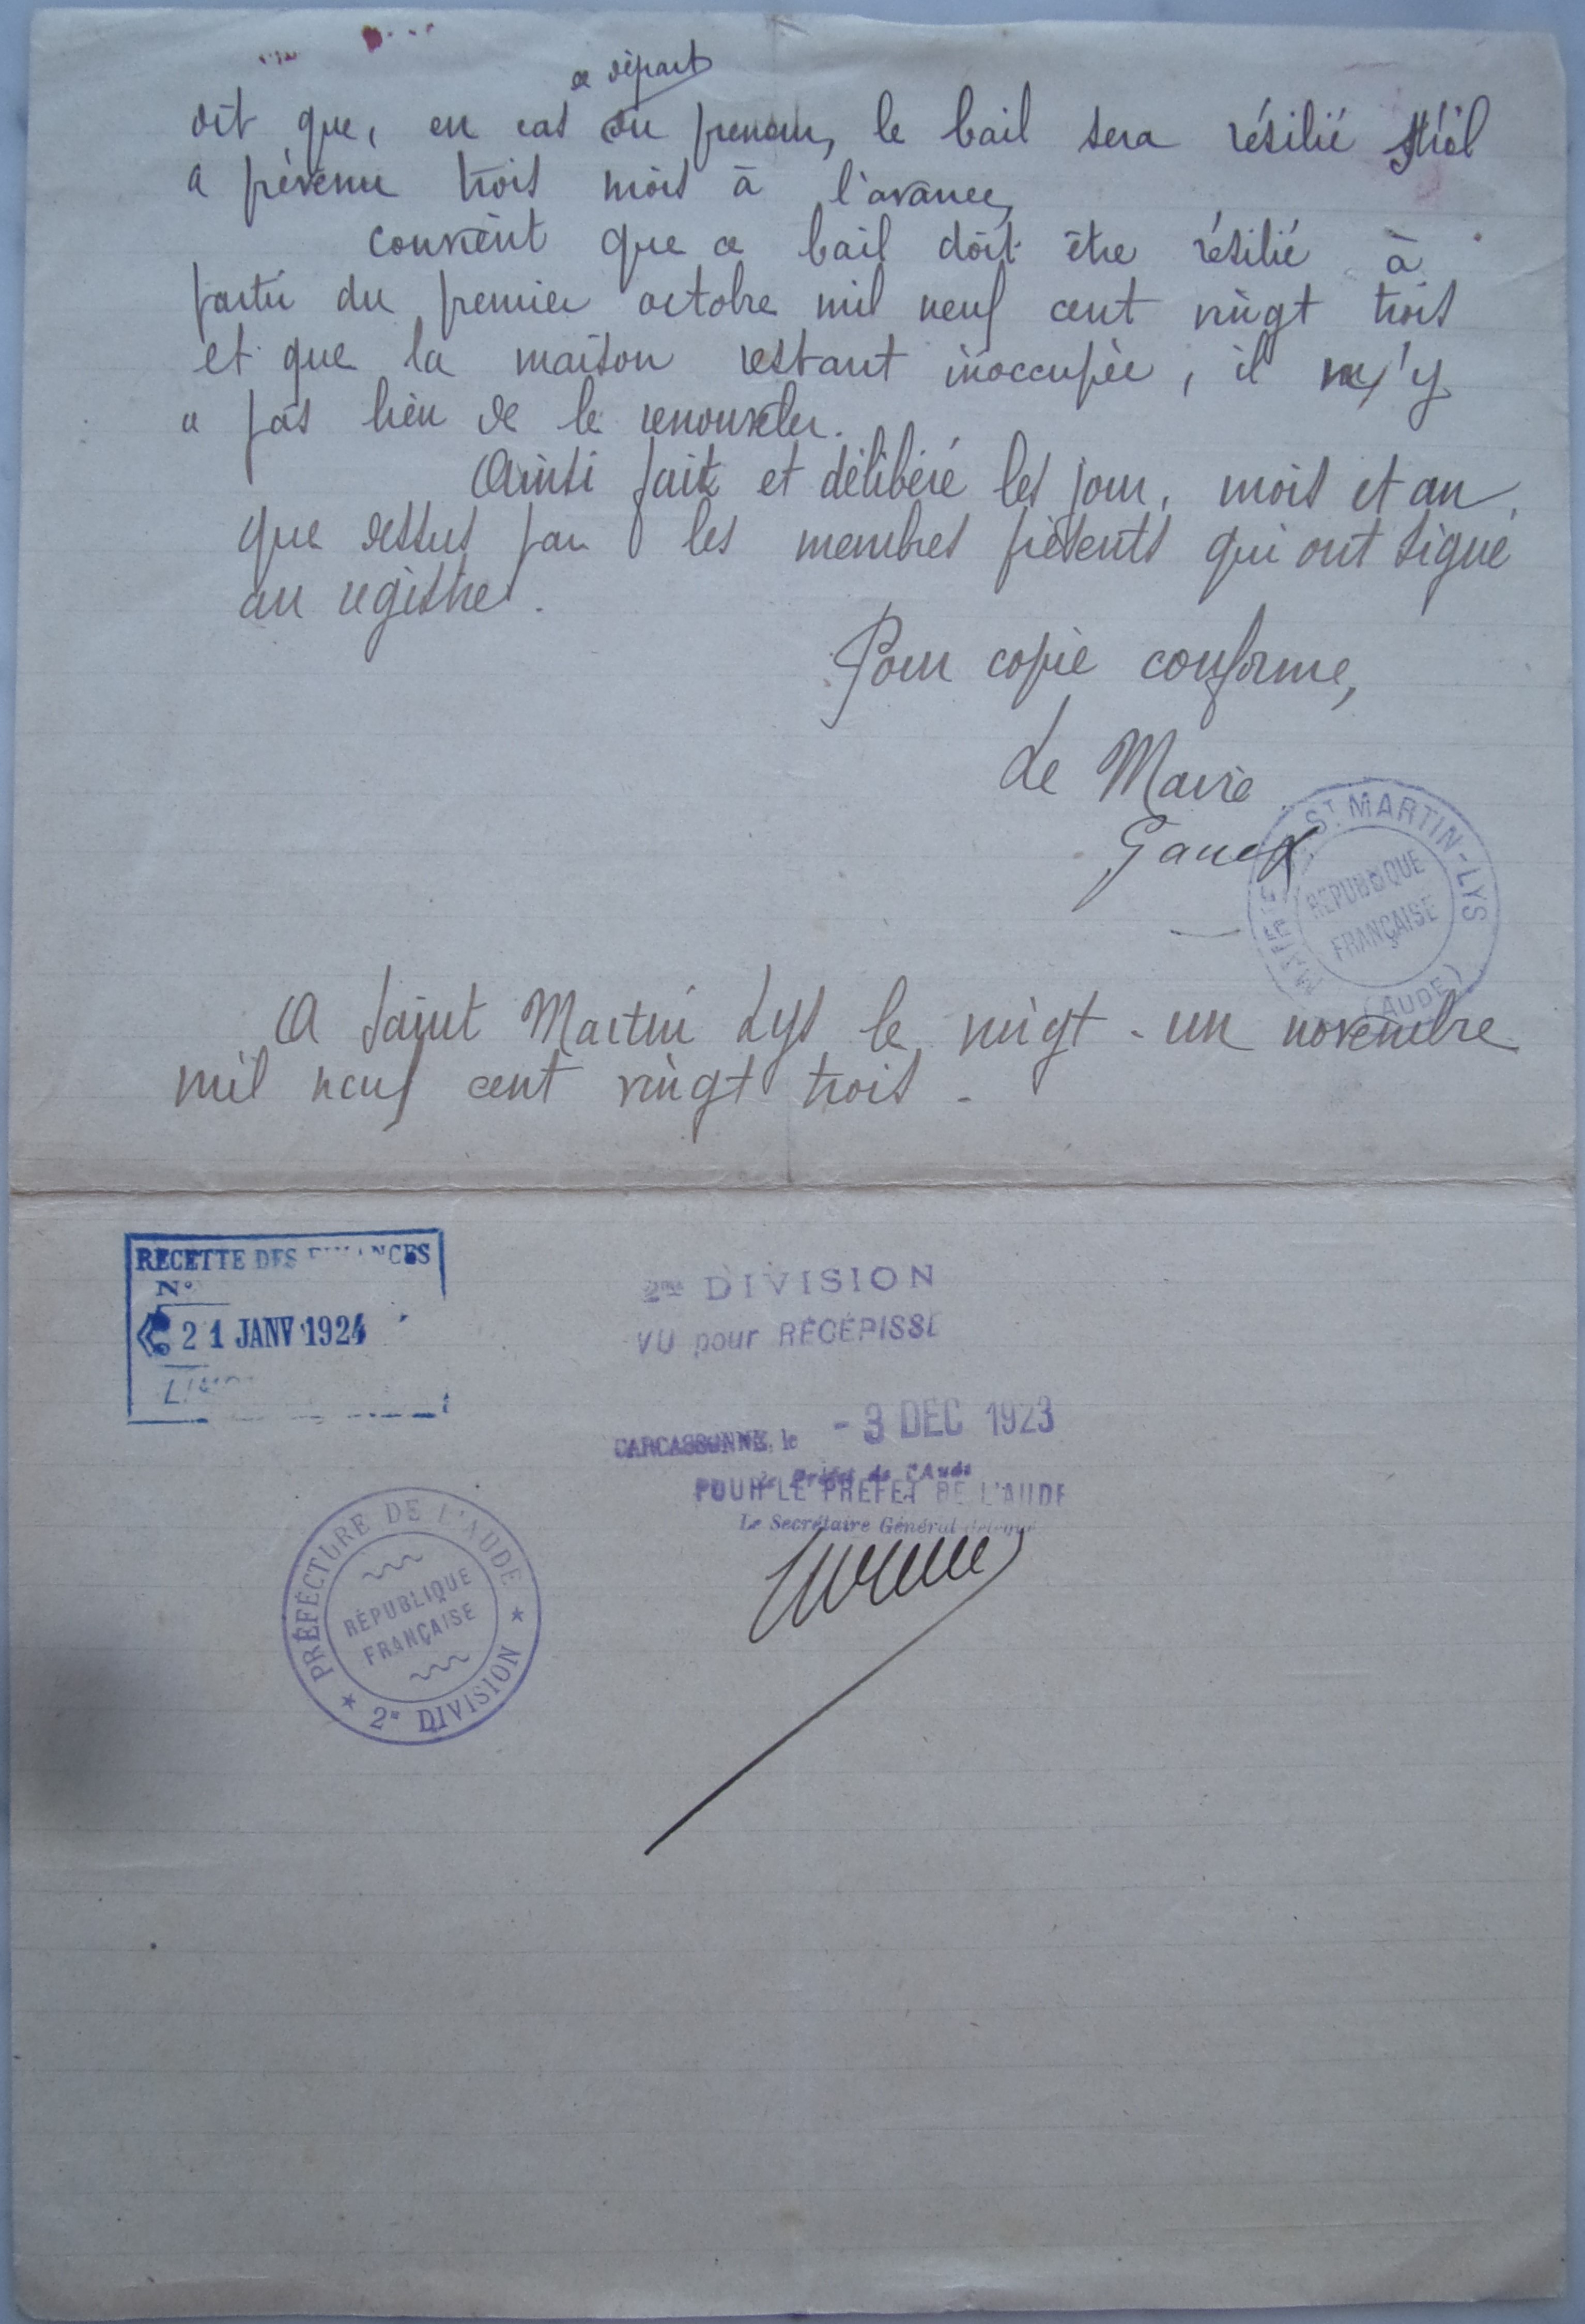 de départ
dit que, en cas du preneur, le bail sera résilié s'il
a prévenu trois mois à l'avance,
convient que ce bail doit être résilié à
partir du premier octobre mil neuf cent vingt trois
et que la maison restant inoccupée, il n'y
a pas lieu de le renouveler.
Ainsi fait et délibéré les jour, mois et an
que dessus par les membres présents qui ont signé
au registre.
Pour copie conforme,
Le Maire
MAIRIE ST MARTIN-LYS
RÉPUBLIQUE
FRANÇAISE
(AUDE)
A Saint Martin Lys le vingt-un novembre
mil neuf cent vingt trois -
RECETTE DES FINANCES
N°
21 JANV 1924
2me DIVISION
VU pour RÉCÉPISSÉ
CARCASSONNE, le - 3 DEC 1923
Le Préfet de l'Aude
POUR LE PRÉFET DE L'AUDE
Le Secrétaire Général délégué
PRÉFECTURE DE L'AUDE
RÉPUBLIQUE
FRANÇAISE
★ 2e DIVISION ★